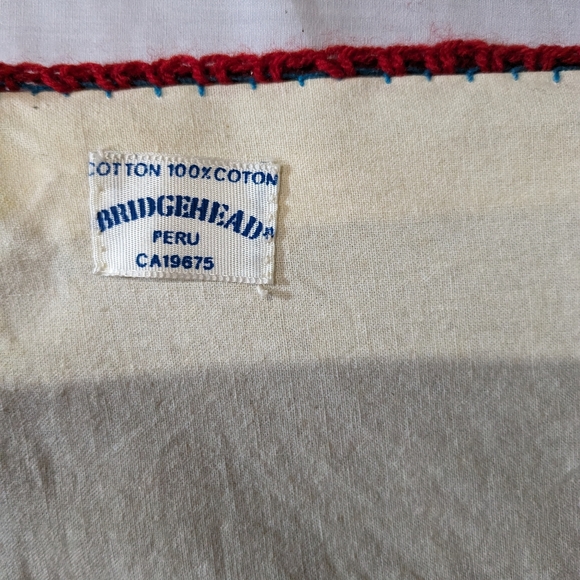 COTTON 100% COTON
BRIDGEHEAD®
PERU
CA19675